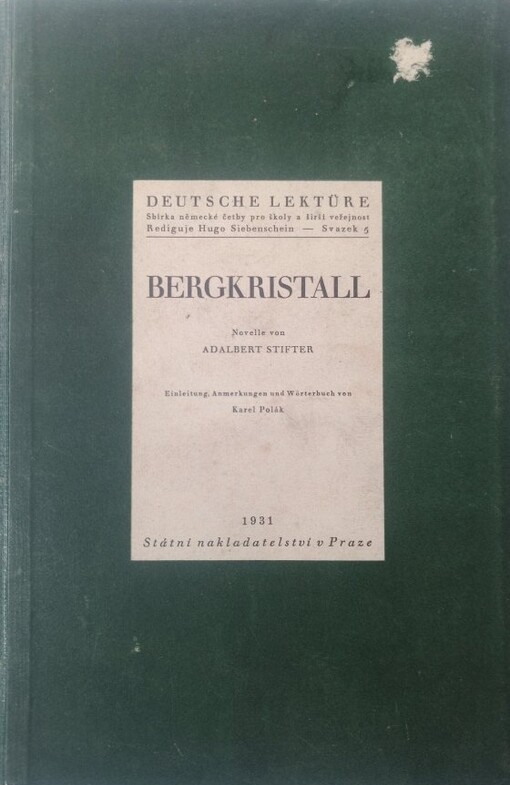 DEUTSCHE LEKTÜRE
Sbírka německé četby pro školy a širší veřejnost
Rediguje Hugo Siebenschein — Svazek 5
BERGKRISTALL
Novelle von
ADALBERT STIFTER
Einleitung, Anmerkungen und Wörterbuch von
Karel Polák
1931
Státní nakladatelství v Praze